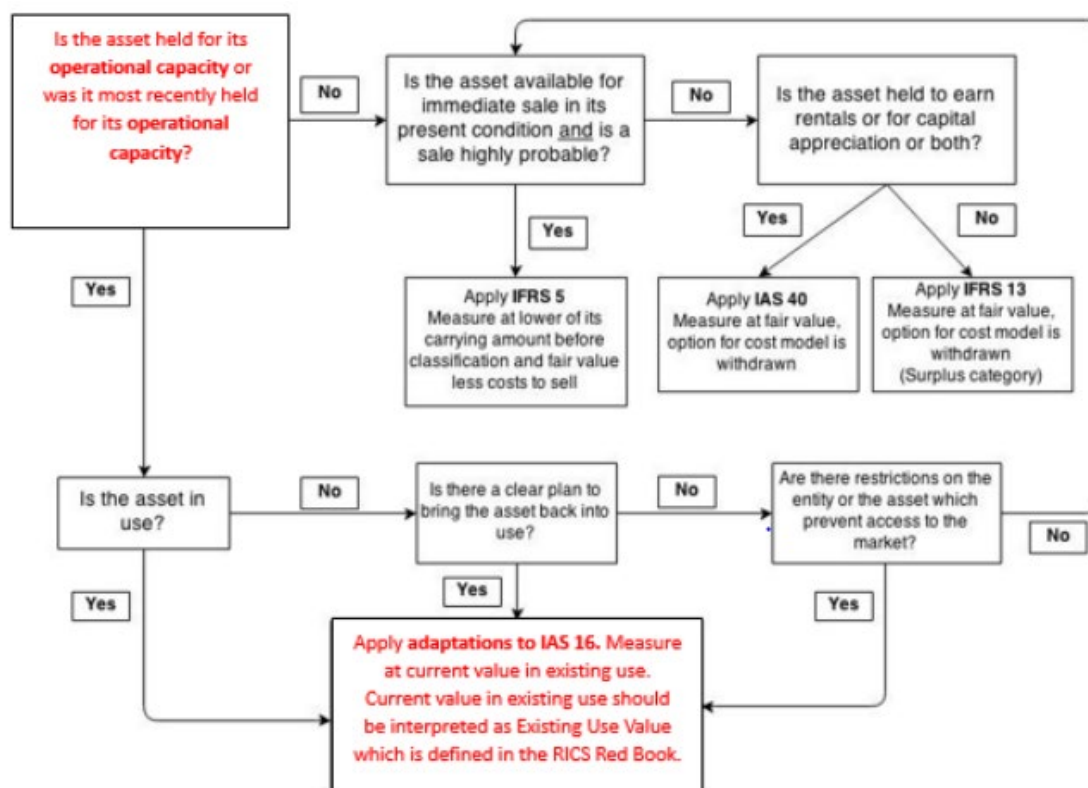 Is the asset held for its
operational capacity or
was it most recently held
for its operational
capacity?
No
Is the asset available for
immediate sale in its
present condition and is a
sale highly probable?
No
Is the asset held to earn
rentals or for capital
appreciation or both?
Yes
Yes
Yes
No
Apply IFRS 5
Measure at lower of its
carrying amount before
classification and fair value
less costs to sell
Apply IAS 40
Measure at fair value,
option for cost model is
withdrawn
Apply IFRS 13
Measure at fair value,
option for cost model is
withdrawn
(Surplus category)
Is the asset in
use?
No
Is there a clear plan to
bring the asset back into
use?
No
Are there restrictions on the
entity or the asset which
prevent access to the
market?
No
Yes
Yes
Yes
Apply adaptations to IAS 16. Measure
at current value in existing use.
Current value in existing use should
be interpreted as Existing Use Value
which is defined in the RICS Red Book.